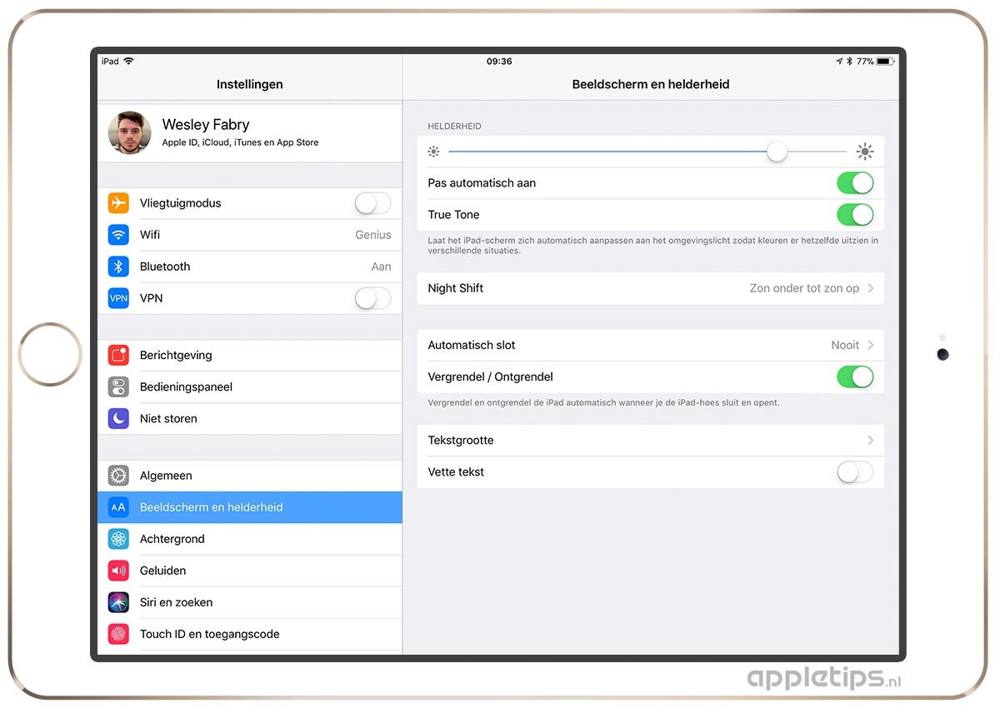 iPad
09:36
77%
Instellingen
Beeldscherm en helderheid
Wesley Fabry
Apple ID, iCloud, iTunes en App Store
Vliegtuigmodus
Wifi Genius
Bluetooth Aan
VPN VPN
Berichtgeving
Bedieningspaneel
Niet storen
Algemeen
AA Beeldscherm en helderheid
Achtergrond
Geluiden
Siri en zoeken
Touch ID en toegangscode
HELDERHEID
Pas automatisch aan
True Tone
Laat het iPad-scherm zich automatisch aanpassen aan het omgevingslicht zodat kleuren er hetzelfde uitzien in
verschillende situaties.
Night Shift Zon onder tot zon op
Automatisch slot Nooit
Vergrendel / Ontgrendel
Vergrendel en ontgrendel de iPad automatisch wanneer je de iPad-hoes sluit en opent.
Tekstgrootte
Vette tekst
appletips.nl